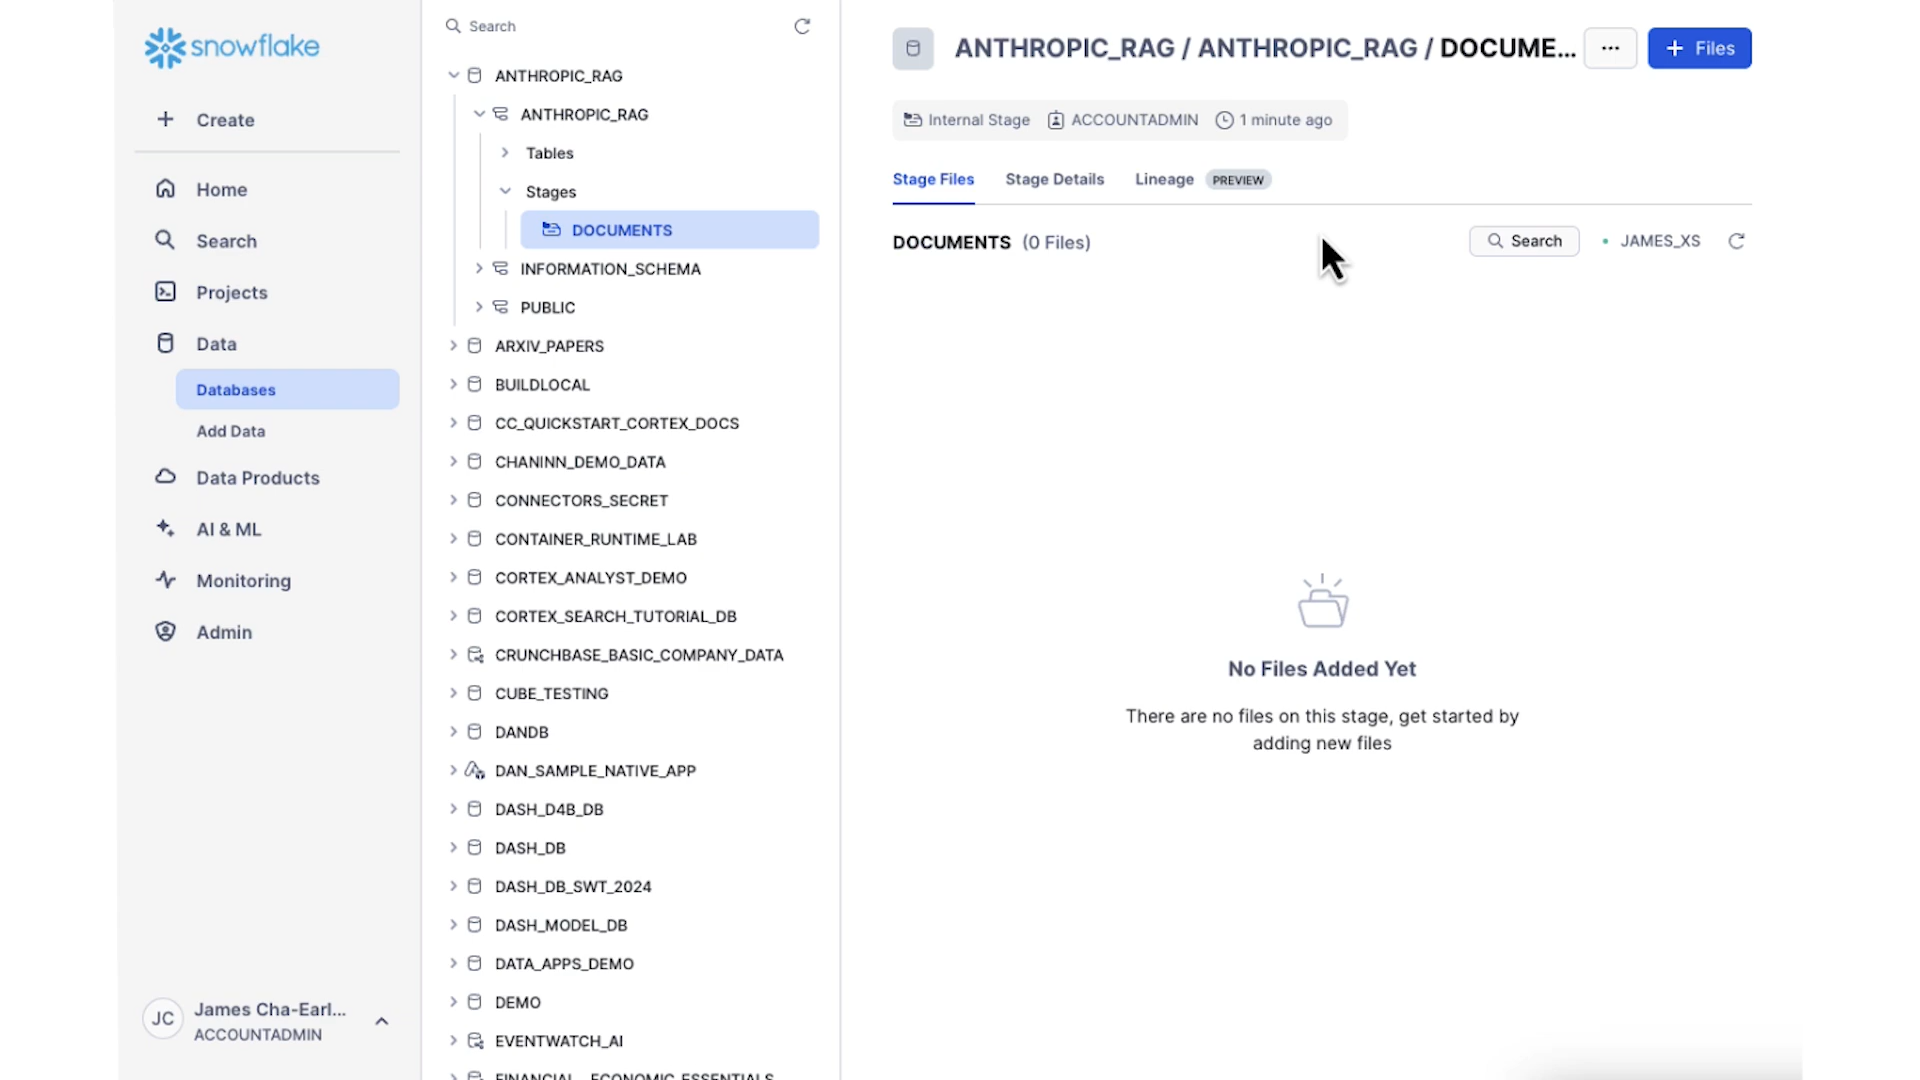 snowflake
Create
Home
Search
Projects
Data
Databases
Add Data
Data Products
AI & ML
Monitoring
Admin
JC
James Cha-Earl...
ACCOUNTADMIN
Search
ANTHROPIC_RAG
ANTHROPIC_RAG
Tables
Stages
DOCUMENTS
INFORMATION_SCHEMA
PUBLIC
ARXIV_PAPERS
BUILDLOCAL
CC_QUICKSTART_CORTEX_DOCS
CHANINN_DEMO_DATA
CONNECTORS_SECRET
CONTAINER_RUNTIME_LAB
CORTEX_ANALYST_DEMO
CORTEX_SEARCH_TUTORIAL_DB
CRUNCHBASE_BASIC_COMPANY_DATA
CUBE_TESTING
DANDB
DAN_SAMPLE_NATIVE_APP
DASH_D4B_DB
DASH_DB
DASH_DB_SWT_2024
DASH_MODEL_DB
DATA_APPS_DEMO
DEMO
EVENTWATCH_AI
FINANCIAL__ECONOMIC_ESSENTIALS
ANTHROPIC_RAG / ANTHROPIC_RAG / DOCUME...
...
+ Files
Internal Stage ACCOUNTADMIN 1 minute ago
Stage Files Stage Details Lineage PREVIEW
DOCUMENTS (0 Files)
Search
JAMES_XS
No Files Added Yet
There are no files on this stage, get started by
adding new files